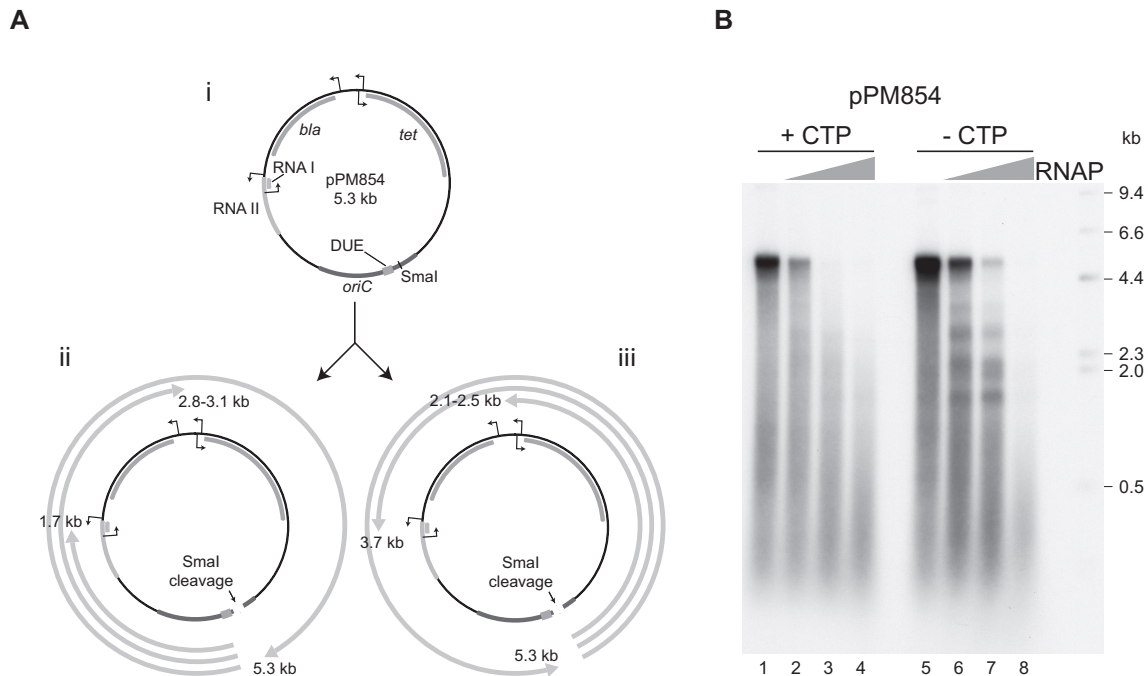 A
i
bla
tet
RNA I
pPM854
5.3 kb
RNA II
DUE
SmaI
oriC
ii
2.8-3.1 kb
1.7 kb
SmaI
cleavage
5.3 kb
iii
2.1-2.5 kb
3.7 kb
SmaI
cleavage
5.3 kb
B
pPM854
+ CTP
- CTP
kb
RNAP
9.4
6.6
4.4
2.3
2.0
0.5
1 2 3 4 5 6 7 8